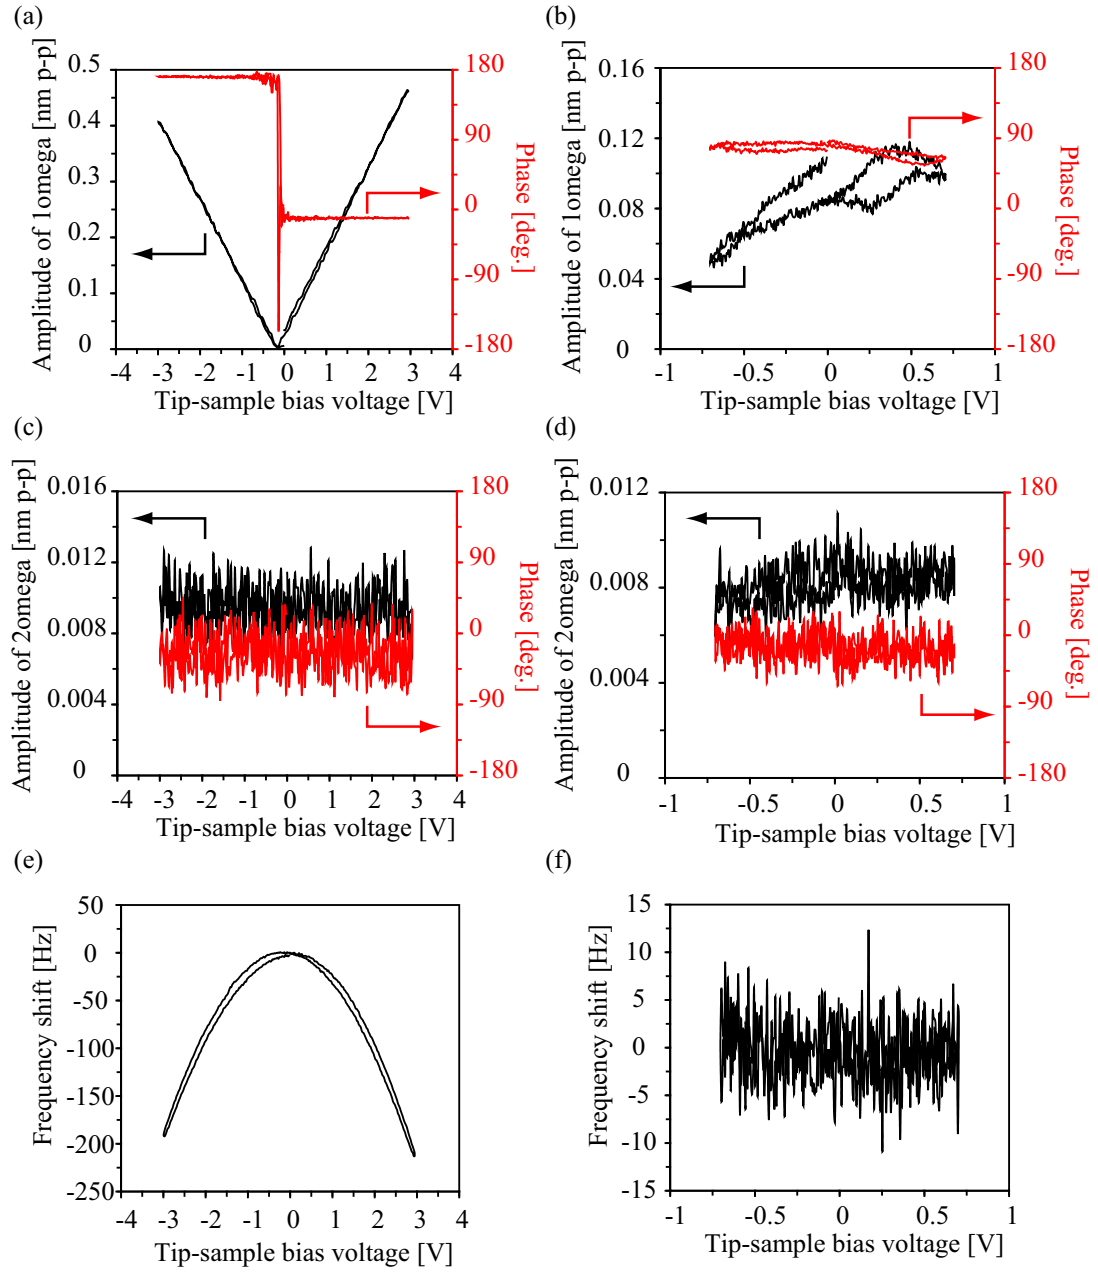 (a)
Amplitude of 1omega [nm p-p]
0.5
0.4
0.3
0.2
0.1
0
180
90
0
-90
-180
Phase [deg.]
-4 -3 -2 -1 0 1 2 3 4
Tip-sample bias voltage [V]
(b)
Amplitude of 1omega [nm p-p]
0.16
0.12
0.08
0.04
0
180
90
0
-90
-180
Phase [deg.]
-1 -0.5 0 0.5 1
Tip-sample bias voltage [V]
(c)
Amplitude of 2omega [nm p-p]
0.016
0.012
0.008
0.004
0
180
90
0
-90
-180
Phase [deg.]
-4 -3 -2 -1 0 1 2 3 4
Tip-sample bias voltage [V]
(d)
Amplitude of 2omega [nm p-p]
0.012
0.008
0.004
0
180
90
0
-90
-180
Phase [deg.]
-1 -0.5 0 0.5 1
Tip-sample bias voltage [V]
(e)
Frequency shift [Hz]
50
0
-50
-100
-150
-200
-250
-4 -3 -2 -1 0 1 2 3 4
Tip-sample bias voltage [V]
(f)
Frequency shift [Hz]
15
10
5
0
-5
-10
-15
-1 -0.5 0 0.5 1
Tip-sample bias voltage [V]